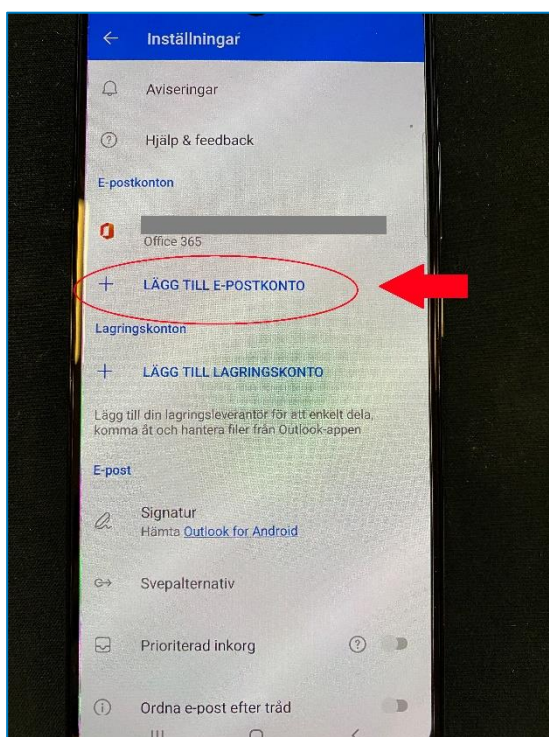 Inställningar
Aviseringar
Hjälp & feedback
E-postkonton
Office 365
LÄGG TILL E-POSTKONTO
Lagringskonton
LÄGG TILL LAGRINGSKONTO
Lägg till din lagringsleverantör för att enkelt dela,
komma åt och hantera filer från Outlook-appen
E-post
Signatur
Hämta Outlook for Android
Svepalternativ
Prioriterad inkorg
Ordna e-post efter tråd